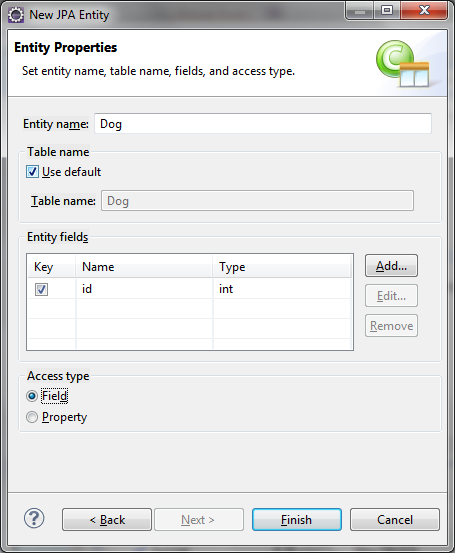 New JPA Entity
Entity Properties
Set entity name, table name, fields, and access type.
Entity name: Dog
Table name
Use default
Table name: Dog
Entity fields
Key Name Type
id int
Add...
Edit...
Remove
Access type
Field
Property
? < Back Next > Finish Cancel